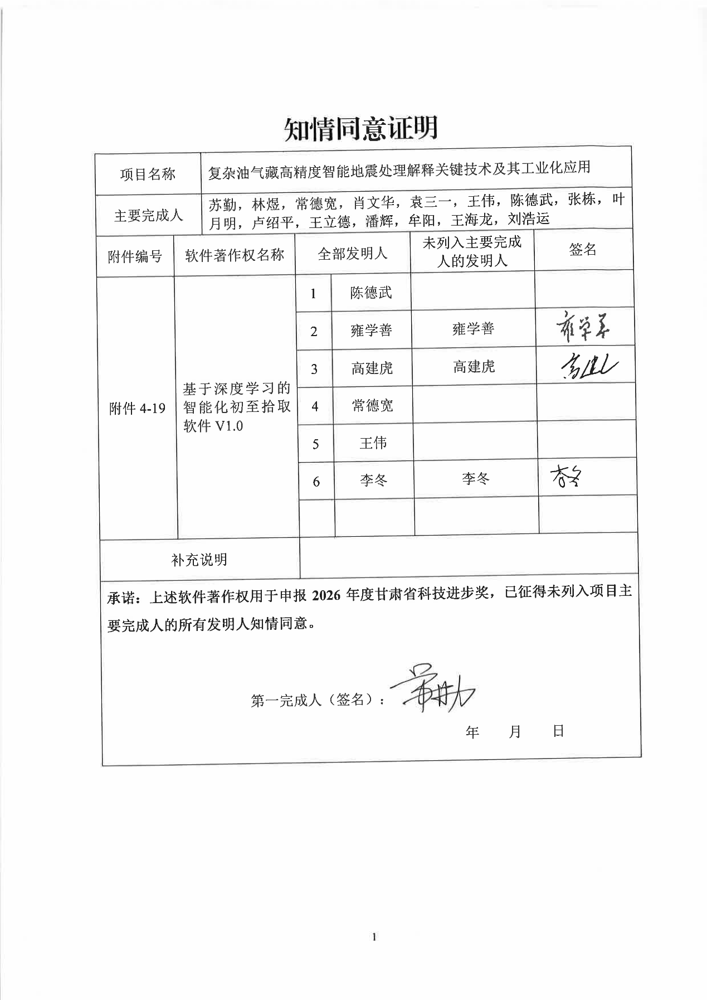 知情同意证明
项目名称 复杂油气藏高精度智能地震处理解释关键技术及其工业化应用
主要完成人 苏勤，林煜，常德宽，肖文华，袁三一，王伟，陈德武，张栋，叶
月明，卢绍平，王立德，潘辉，牟阳，王海龙，刘浩运
附件编号 软件著作权名称 全部发明人 未列入主要完成
人的发明人 签名
1 陈德武
2 雍学善 雍学善 雍学善
3 高建虎 高建虎 高建虎
附件 4-19 基于深度学习的
智能化初至拾取
软件 V1.0
4 常德宽
5 王伟
6 李冬 李冬 李冬
补充说明
承诺：上述软件著作权用于申报 2026 年度甘肃省科技进步奖，已征得未列入项目主
要完成人的所有发明人知情同意。
第一完成人（签名）：苏勤
年 月 日
1